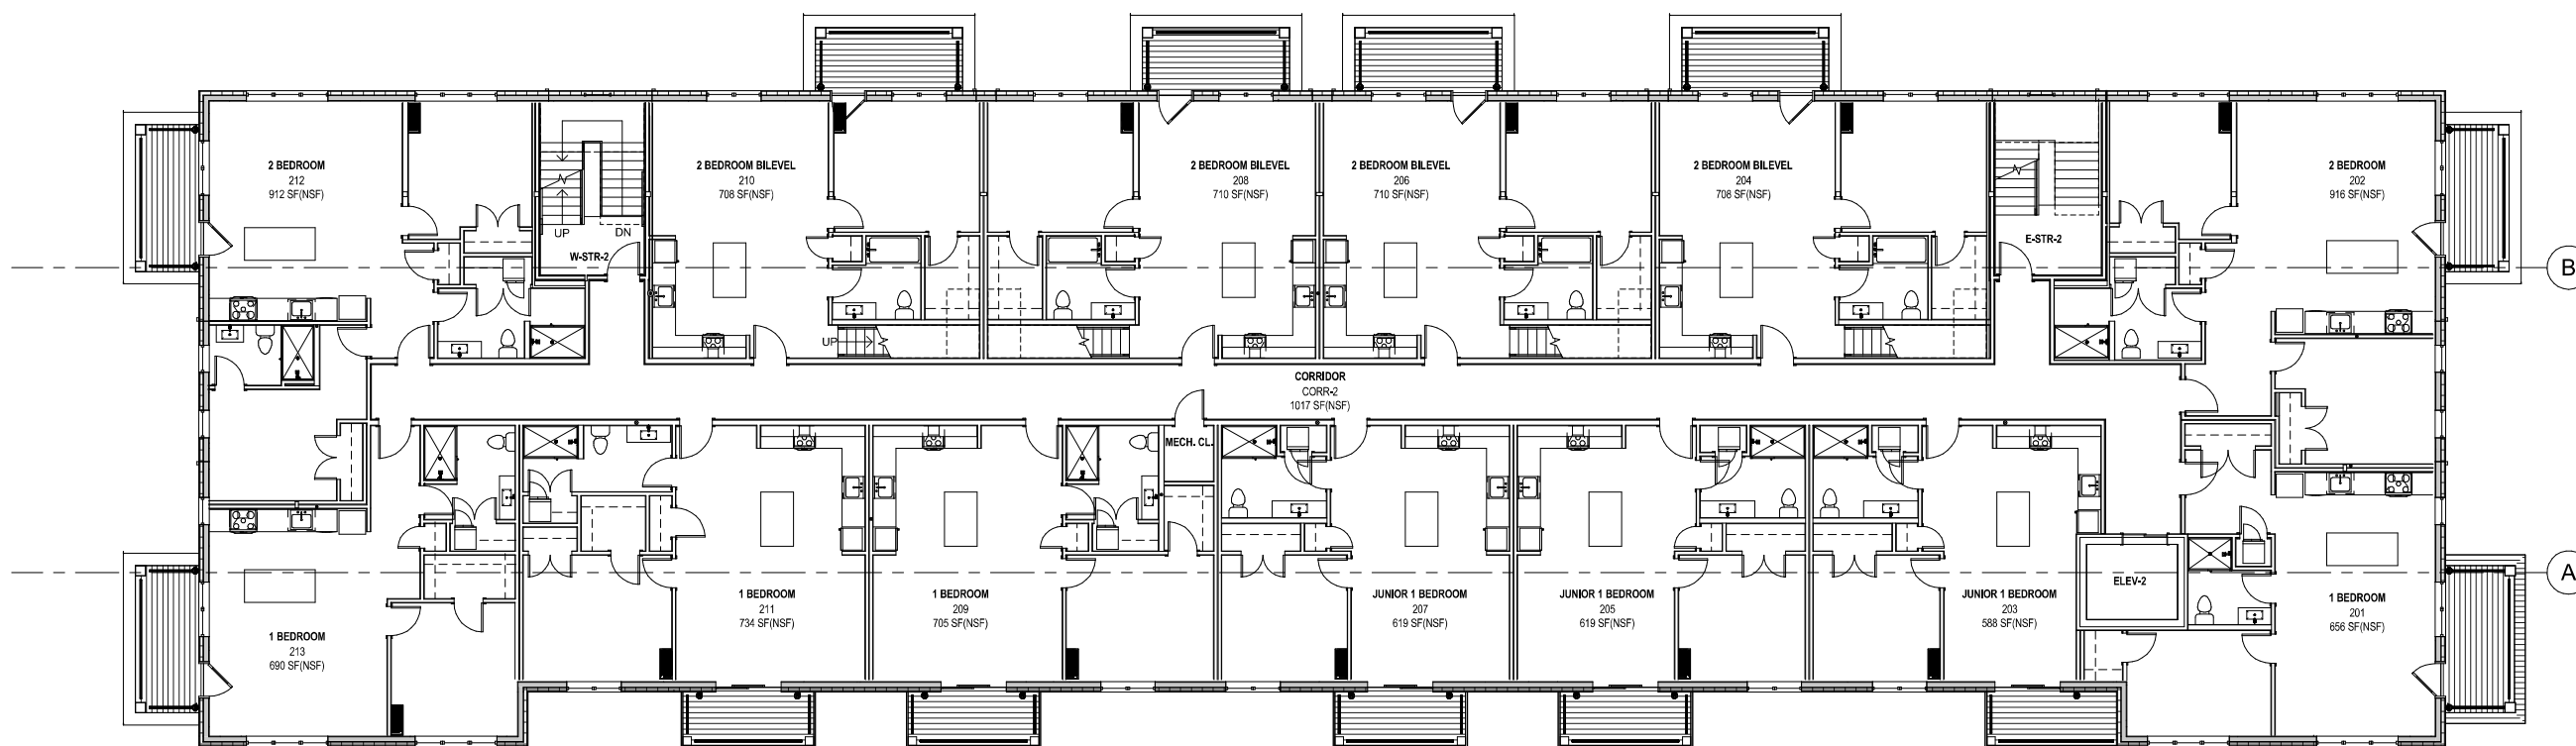 2 BEDROOM
212
912 SF(NSF)
2 BEDROOM BILEVEL
210
708 SF(NSF)
2 BEDROOM BILEVEL
208
710 SF(NSF)
2 BEDROOM BILEVEL
206
710 SF(NSF)
2 BEDROOM BILEVEL
204
708 SF(NSF)
2 BEDROOM
202
916 SF(NSF)
UP
DN
W-STR-2
E-STR-2
B
UP
CORRIDOR
CORR-2
1017 SF(NSF)
MECH. CL.
ELEV-2
A
1 BEDROOM
213
690 SF(NSF)
1 BEDROOM
211
734 SF(NSF)
1 BEDROOM
209
705 SF(NSF)
JUNIOR 1 BEDROOM
207
619 SF(NSF)
JUNIOR 1 BEDROOM
205
619 SF(NSF)
JUNIOR 1 BEDROOM
203
588 SF(NSF)
1 BEDROOM
201
656 SF(NSF)